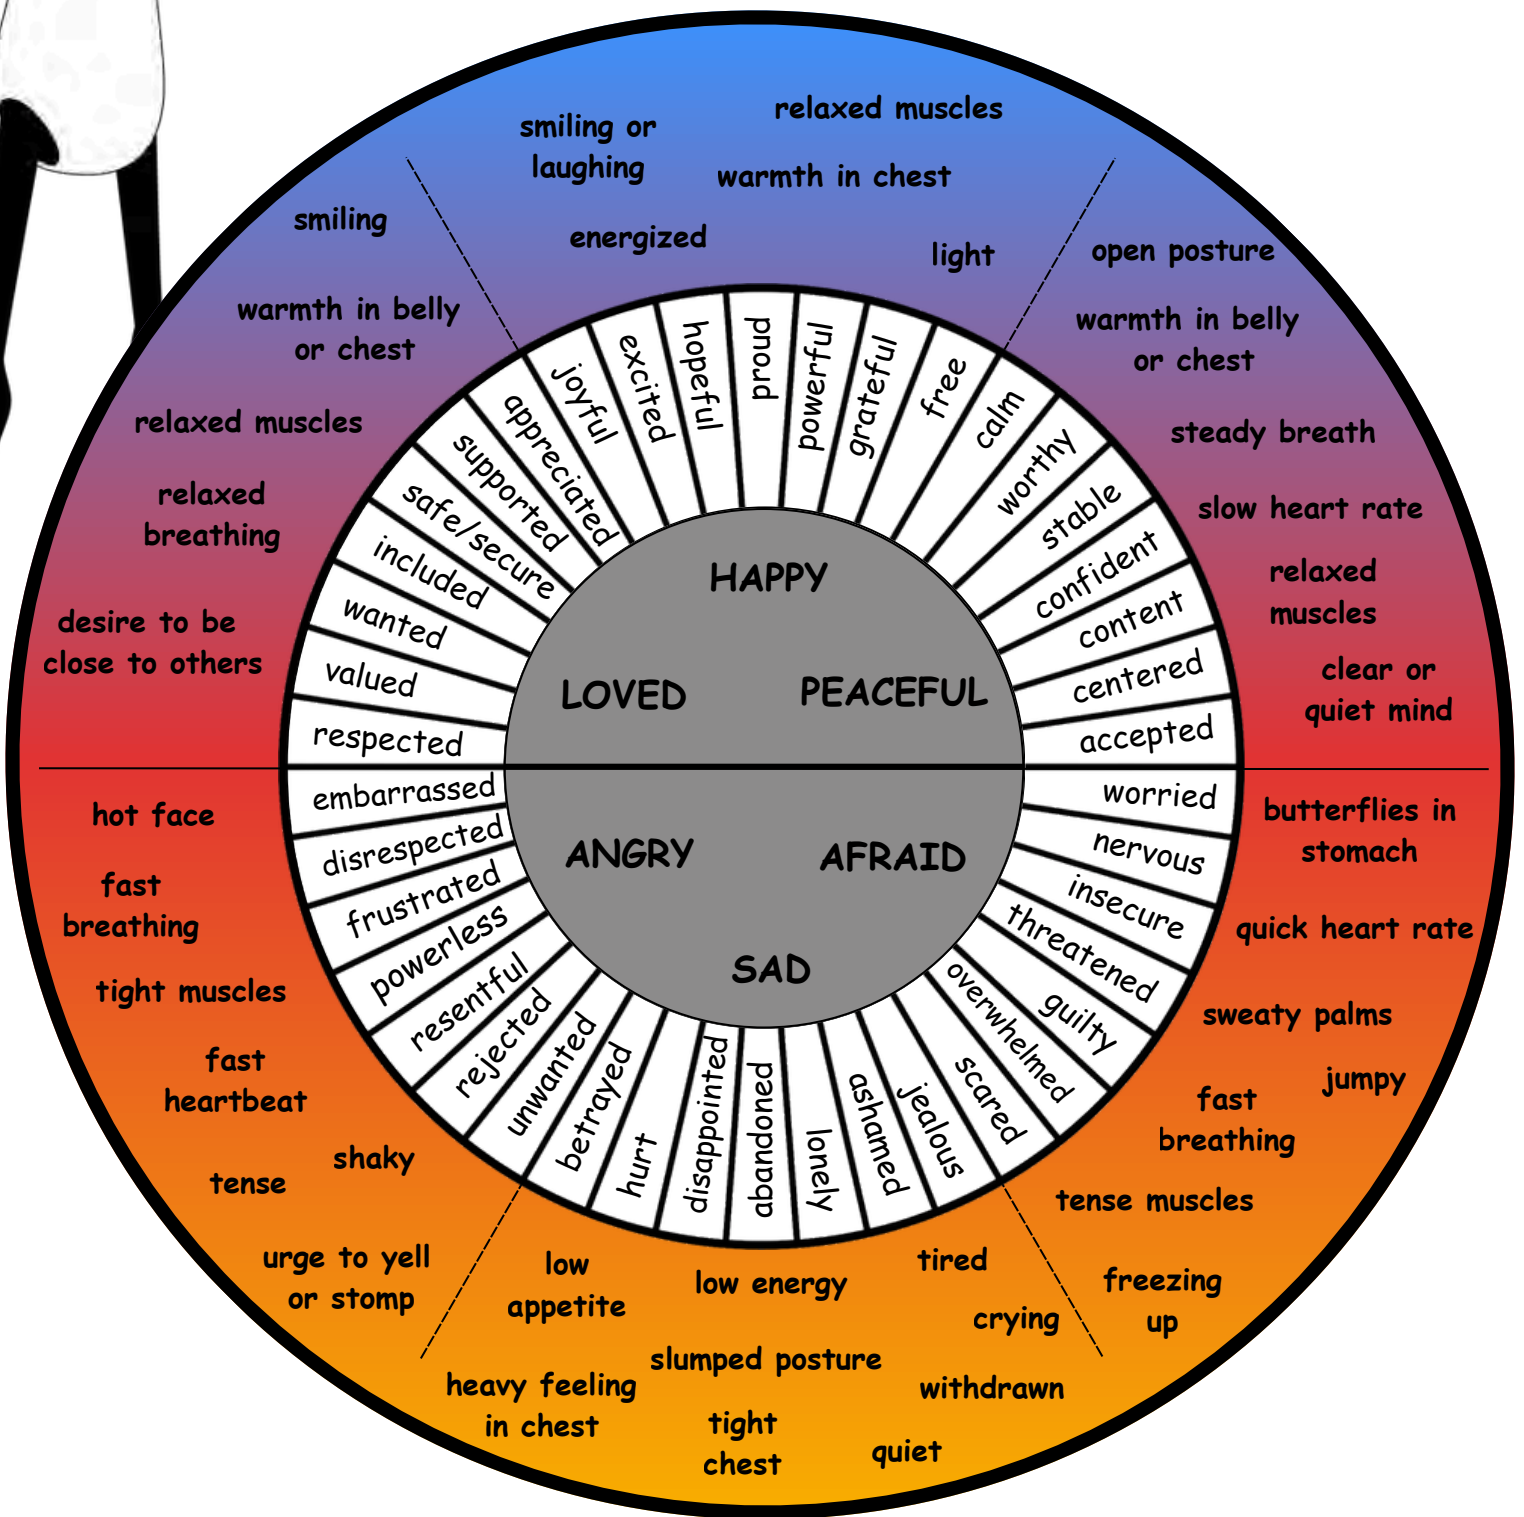 relaxed muscles
smiling or
laughing
warmth in chest
energized
light
open posture
warmth in belly
or chest
steady breath
slow heart rate
relaxed
muscles
clear or
quiet mind
butterflies in
stomach
quick heart rate
sweaty palms
jumpy
fast
breathing
tense muscles
freezing
up
tired
low energy
low
appetite
crying
slumped posture
withdrawn
heavy feeling
in chest
tight
chest
quiet
urge to yell
or stomp
shaky
tense
fast
heartbeat
tight muscles
fast
breathing
hot face
desire to be
close to others
relaxed
breathing
relaxed muscles
warmth in belly
or chest
smiling
joyful
excited
hopeful
proud
powerful
grateful
free
calm
worthy
stable
confident
content
centered
accepted
worried
nervous
insecure
threatened
guilty
overwhelmed
scared
jealous
ashamed
lonely
abandoned
disappointed
hurt
betrayed
unwanted
rejected
resentful
powerless
frustrated
disrespected
embarrassed
respected
valued
wanted
included
safe/secure
supported
appreciated
HAPPY
LOVED
PEACEFUL
ANGRY
AFRAID
SAD